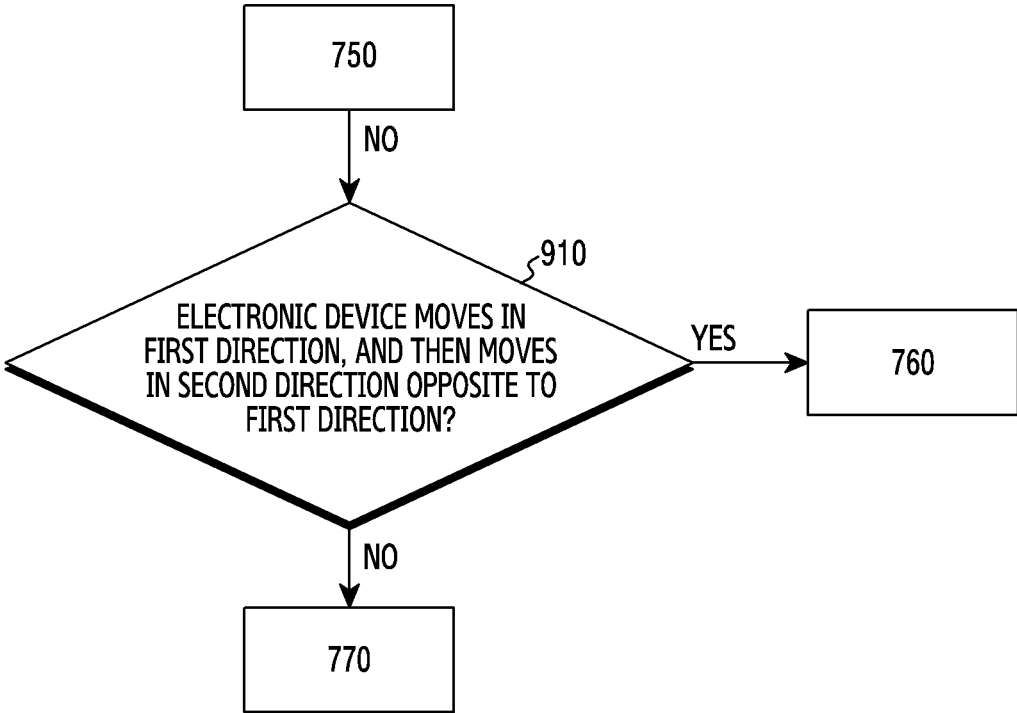 750
NO
910
ELECTRONIC DEVICE MOVES IN
FIRST DIRECTION, AND THEN MOVES
IN SECOND DIRECTION OPPOSITE TO
FIRST DIRECTION?
YES
760
NO
770